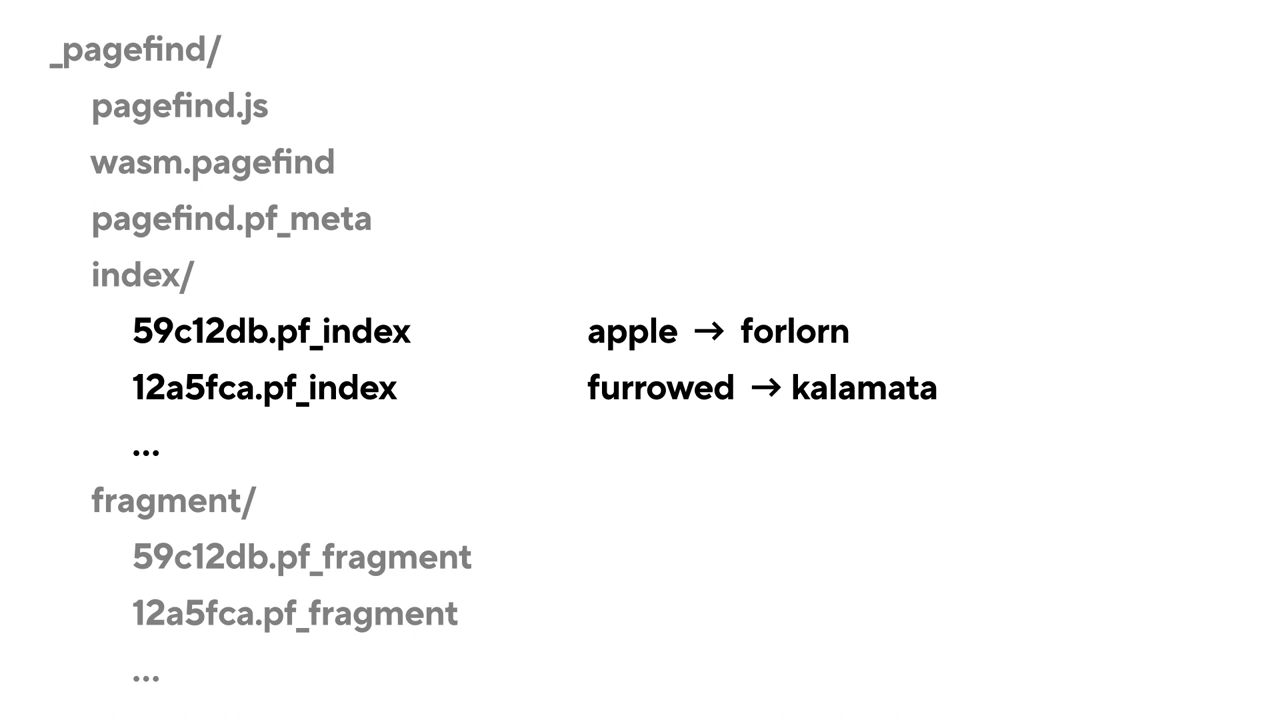 _pagefind/
pagefind.js
wasm.pagefind
pagefind.pf_meta
index/
59c12db.pf_index apple → forlorn
12a5fca.pf_index furrowed → kalamata
...
fragment/
59c12db.pf_fragment
12a5fca.pf_fragment
...